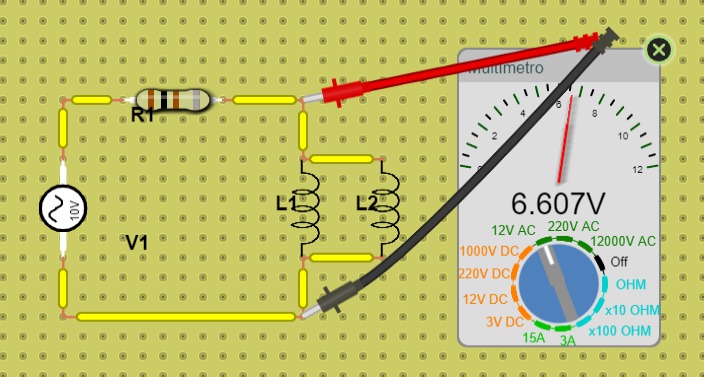 Multimetro
2
4
6
8
10
12
R1
10V
V1
L1
L2
6.607V
12V AC
220V AC
12000V AC
1000V DC
Off
220V DC
OHM
12V DC
x10 OHM
3V DC
x100 OHM
15A
3A